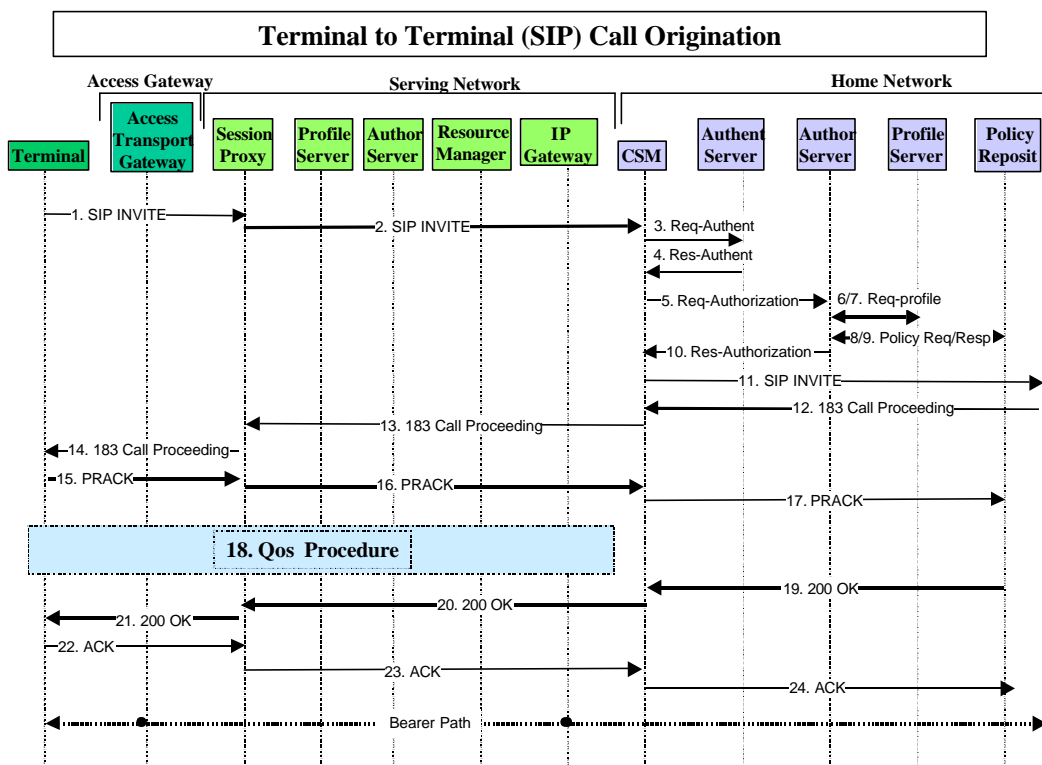 Terminal to Terminal (SIP) Call Origination
Access Gateway
Serving Network
Home Network
Terminal
Access
Transport
Gateway
Session
Proxy
Profile
Server
Author
Server
Resource
Manager
IP
Gateway
CSM
Authent
Server
Author
Server
Profile
Server
Policy
Reposit
1. SIP INVITE
2. SIP INVITE
3. Req-Authent
4. Res-Authent
5. Req-Authorization
6/7. Req-profile
8/9. Policy Req/Resp
10. Res-Authorization
11. SIP INVITE
12. 183 Call Proceeding
13. 183 Call Proceeding
14. 183 Call Proceeding
15. PRACK
16. PRACK
17. PRACK
18. Qos Procedure
19. 200 OK
20. 200 OK
21. 200 OK
22. ACK
23. ACK
24. ACK
Bearer Path